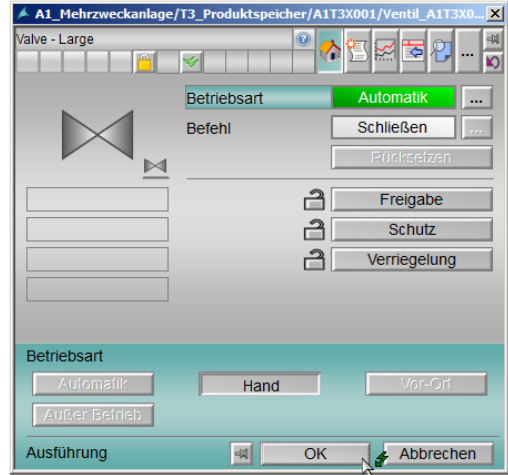 A1_Mehrzweckanlage/T3_Produktspeicher/A1T3X001/Ventil_A1T3X0...
Valve - Large
...
Betriebsart Automatik ...
Befehl Schließen ...
Rücksetzen
Freigabe
Schutz
Verriegelung
Betriebsart
Automatik Hand Vor-Ort
Außer Betrieb
Ausführung OK Abbrechen